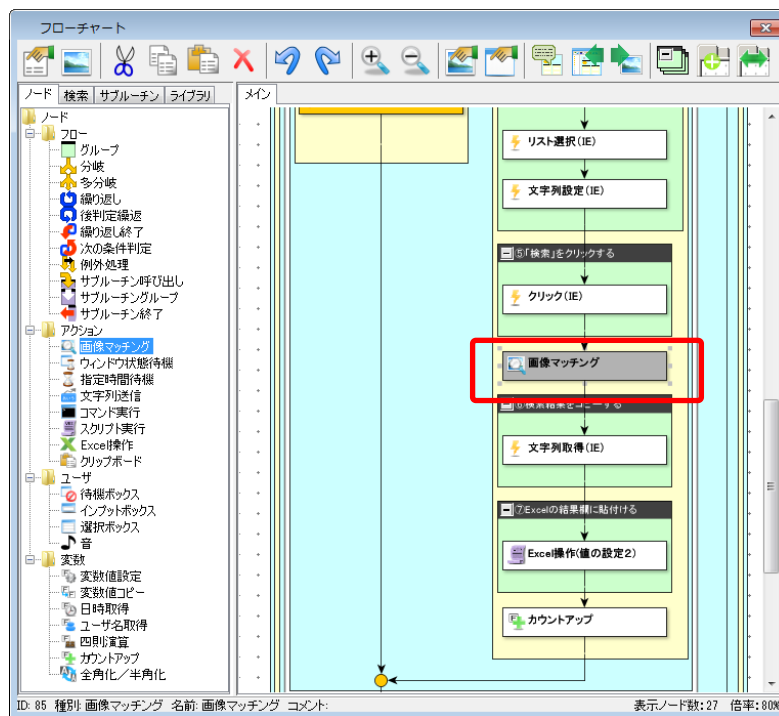 フローチャート
ノード 検索 サブルーチン ライブラリ
メイン
ノード
フロー
グループ
分岐
多分岐
繰り返し
後判定繰返
繰り返し終了
次の条件判定
例外処理
サブルーチン呼び出し
サブルーチングループ
サブルーチン終了
アクション
画像マッチング
ウィンドウ状態待機
指定時間待機
文字列送信
コマンド実行
スクリプト実行
Excel操作
クリップボード
ユーザ
待機ボックス
インプットボックス
選択ボックス
音
変数
変数値設定
変数値コピー
日時取得
ユーザ名取得
四則演算
カウントアップ
全角化/半角化
リスト選択(IE)
文字列設定(IE)
⑤「検索」をクリックする
クリック(IE)
画像マッチング
⑥検索結果をコピーする
文字列取得(IE)
⑦Excelの結果欄に貼付ける
Excel操作(値の設定2)
カウントアップ
ID: 85 種別: 画像マッチング 名前: 画像マッチング コメント:
表示ノード数: 27 倍率: 80%